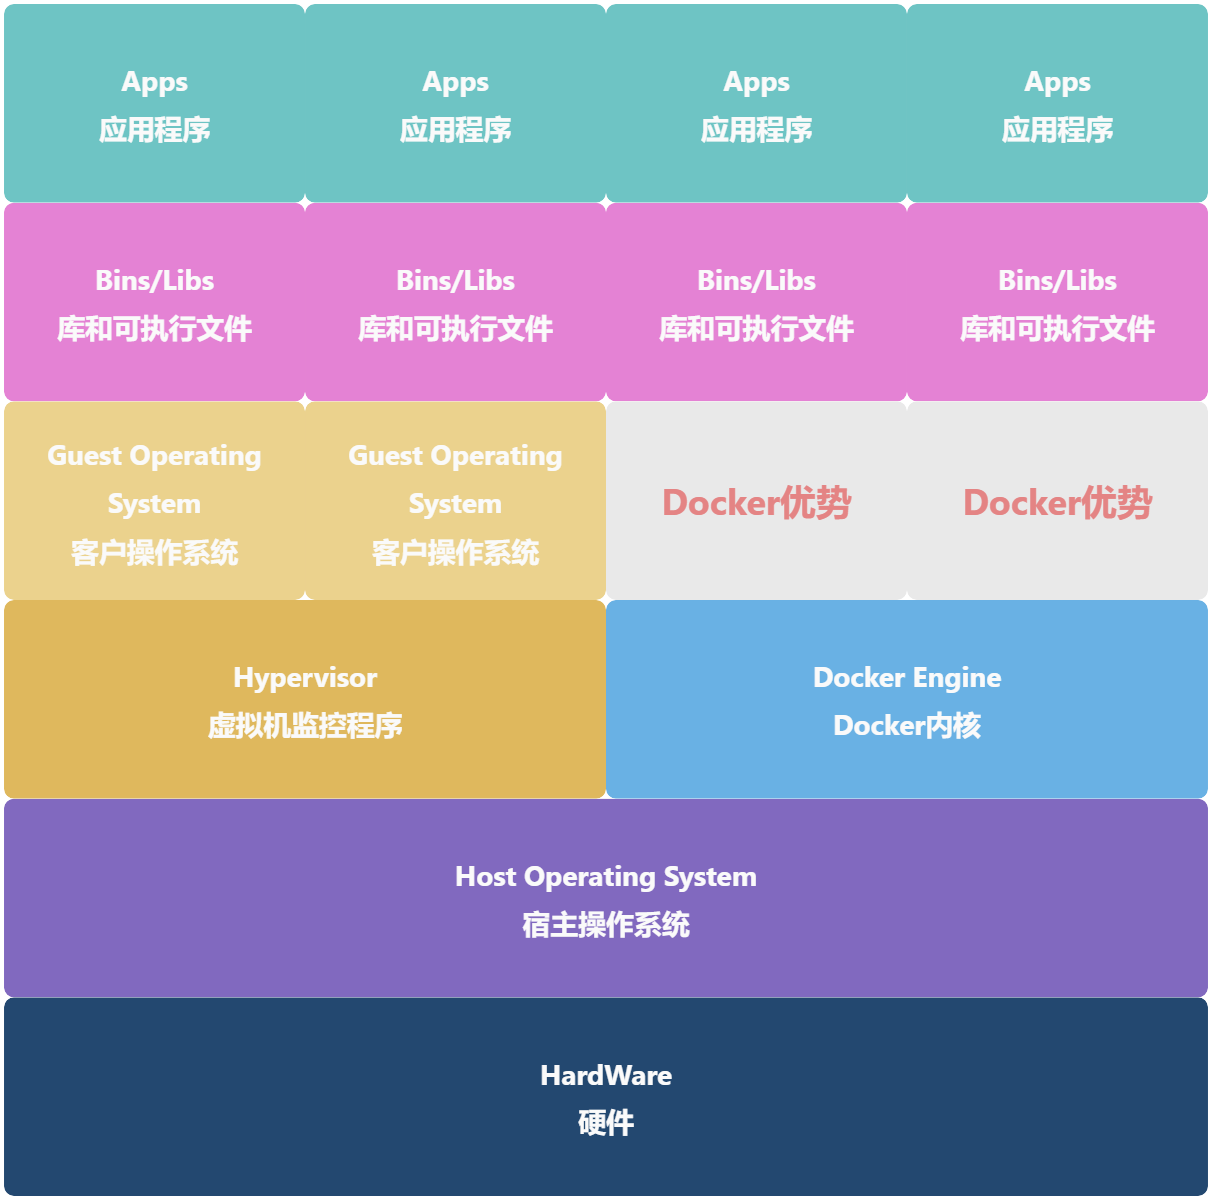 Apps
应用程序
Apps
应用程序
Apps
应用程序
Apps
应用程序
Bins/Libs
库和可执行文件
Bins/Libs
库和可执行文件
Bins/Libs
库和可执行文件
Bins/Libs
库和可执行文件
Guest Operating
System
客户操作系统
Guest Operating
System
客户操作系统
Docker优势
Docker优势
Hypervisor
虚拟机监控程序
Docker Engine
Docker内核
Host Operating System
宿主操作系统
HardWare
硬件